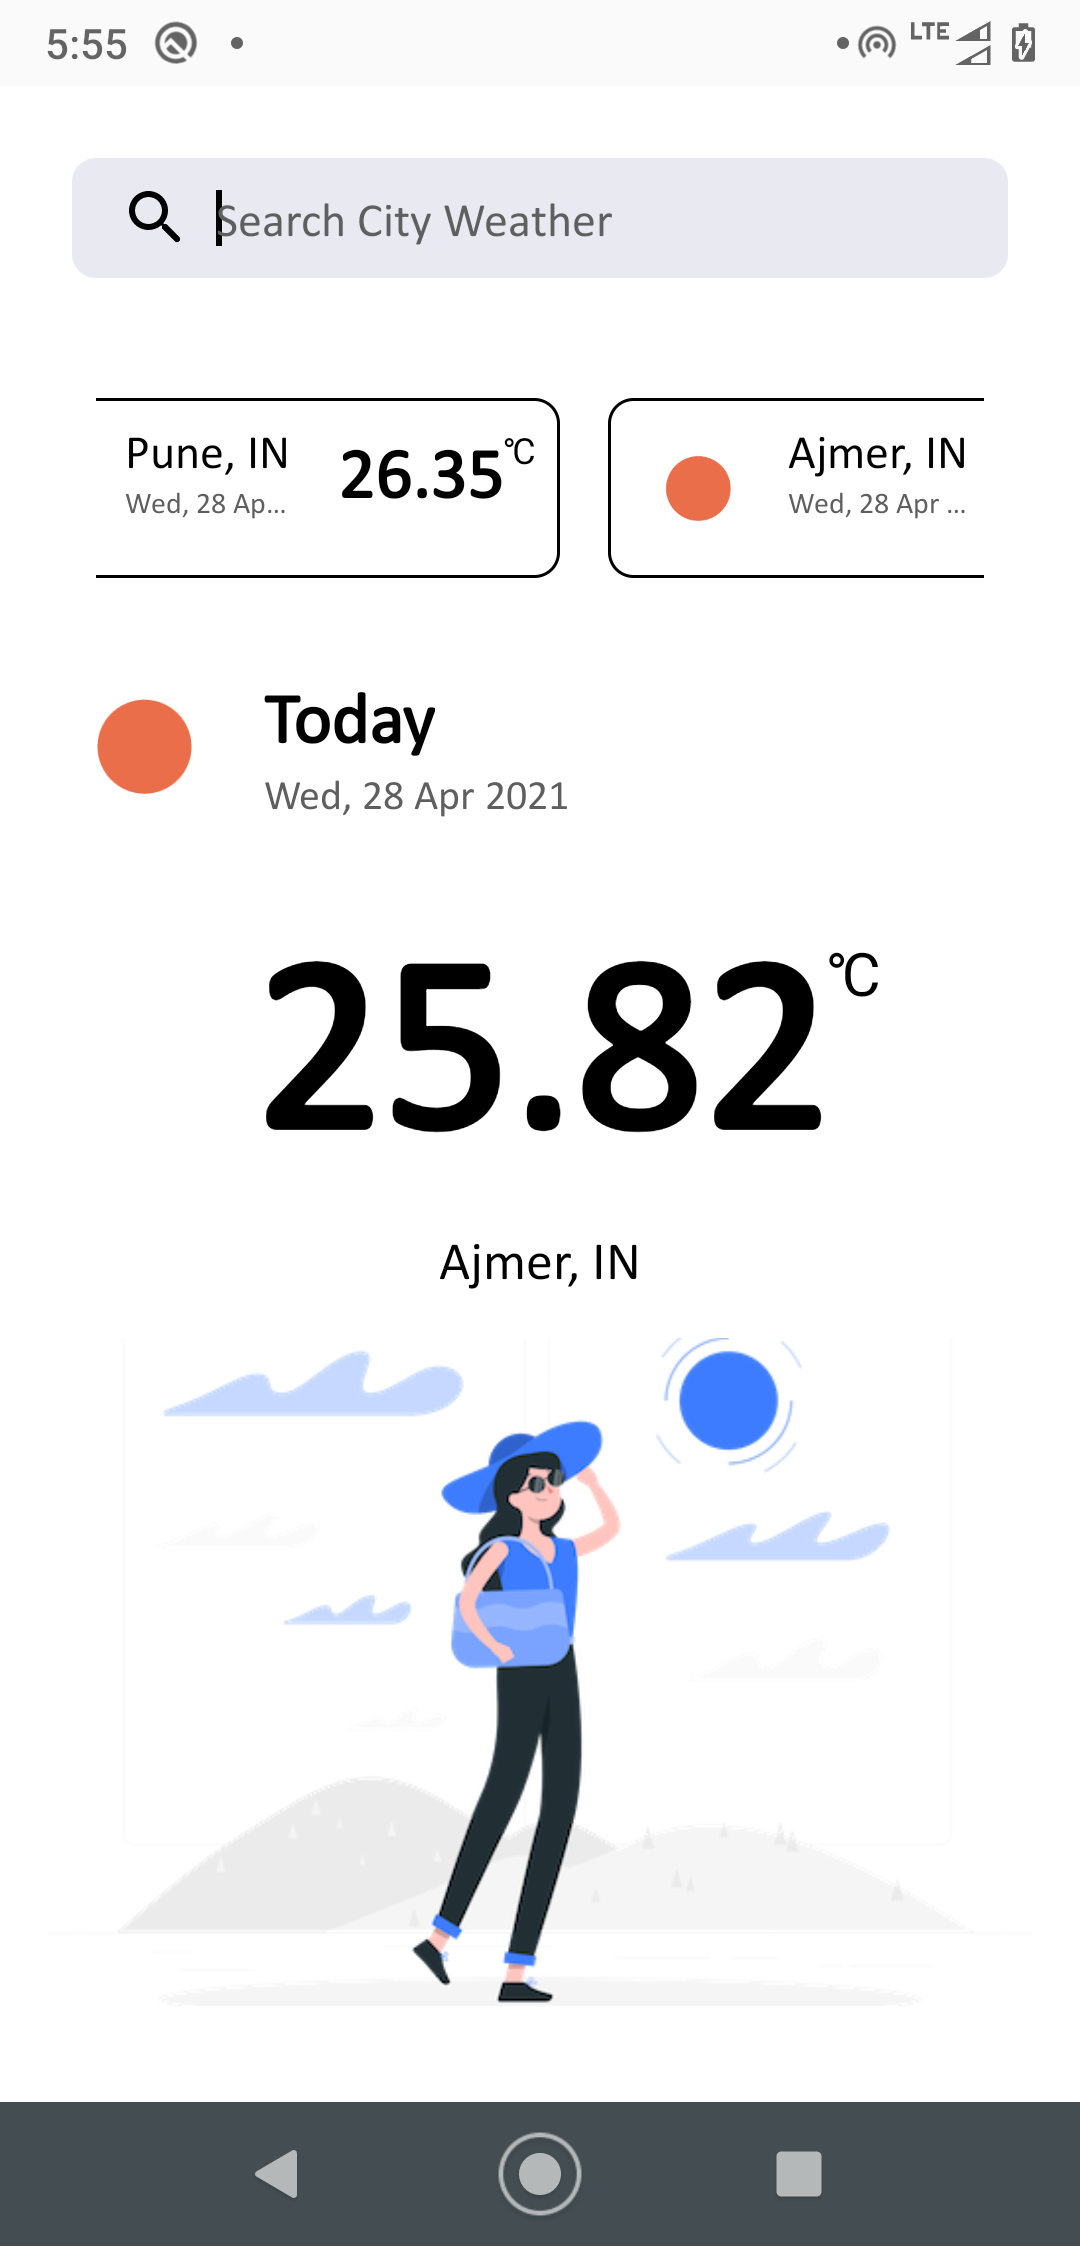 5:55
LTE
Search City Weather
Pune, IN
Wed, 28 Ap...
26.35°C
Ajmer, IN
Wed, 28 Apr ...
Today
Wed, 28 Apr 2021
25.82°C
Ajmer, IN